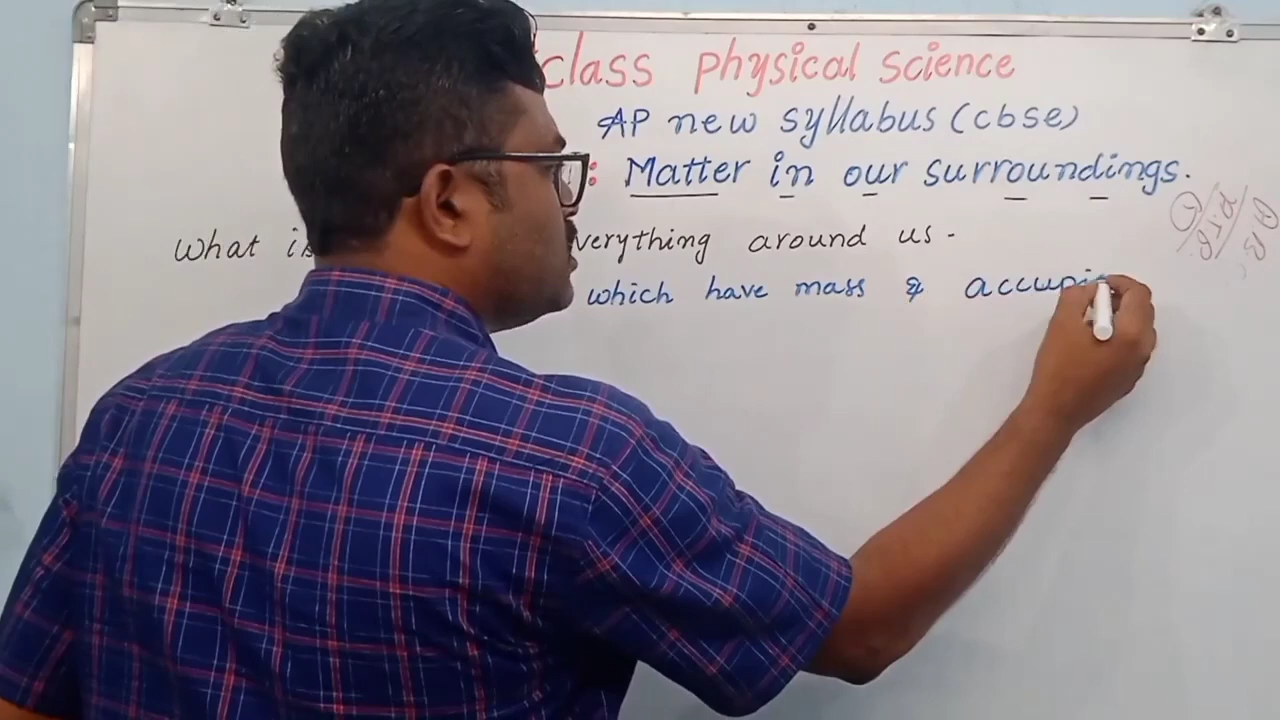 class Physical Science
AP new syllabus (cbse)
: Matter in our surroundings.
What is verything around us -
which have mass & accupi